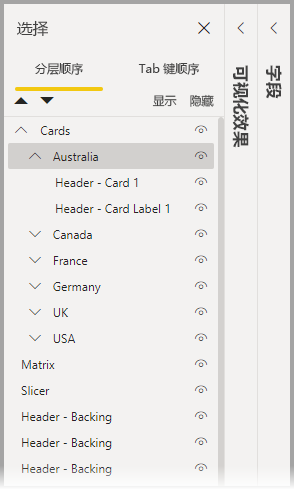 选择
分层顺序 Tab 键顺序
显示 隐藏
Cards
Australia
Header - Card 1
Header - Card Label 1
Canada
France
Germany
UK
USA
Matrix
Slicer
Header - Backing
Header - Backing
Header - Backing
可视化效果
字段